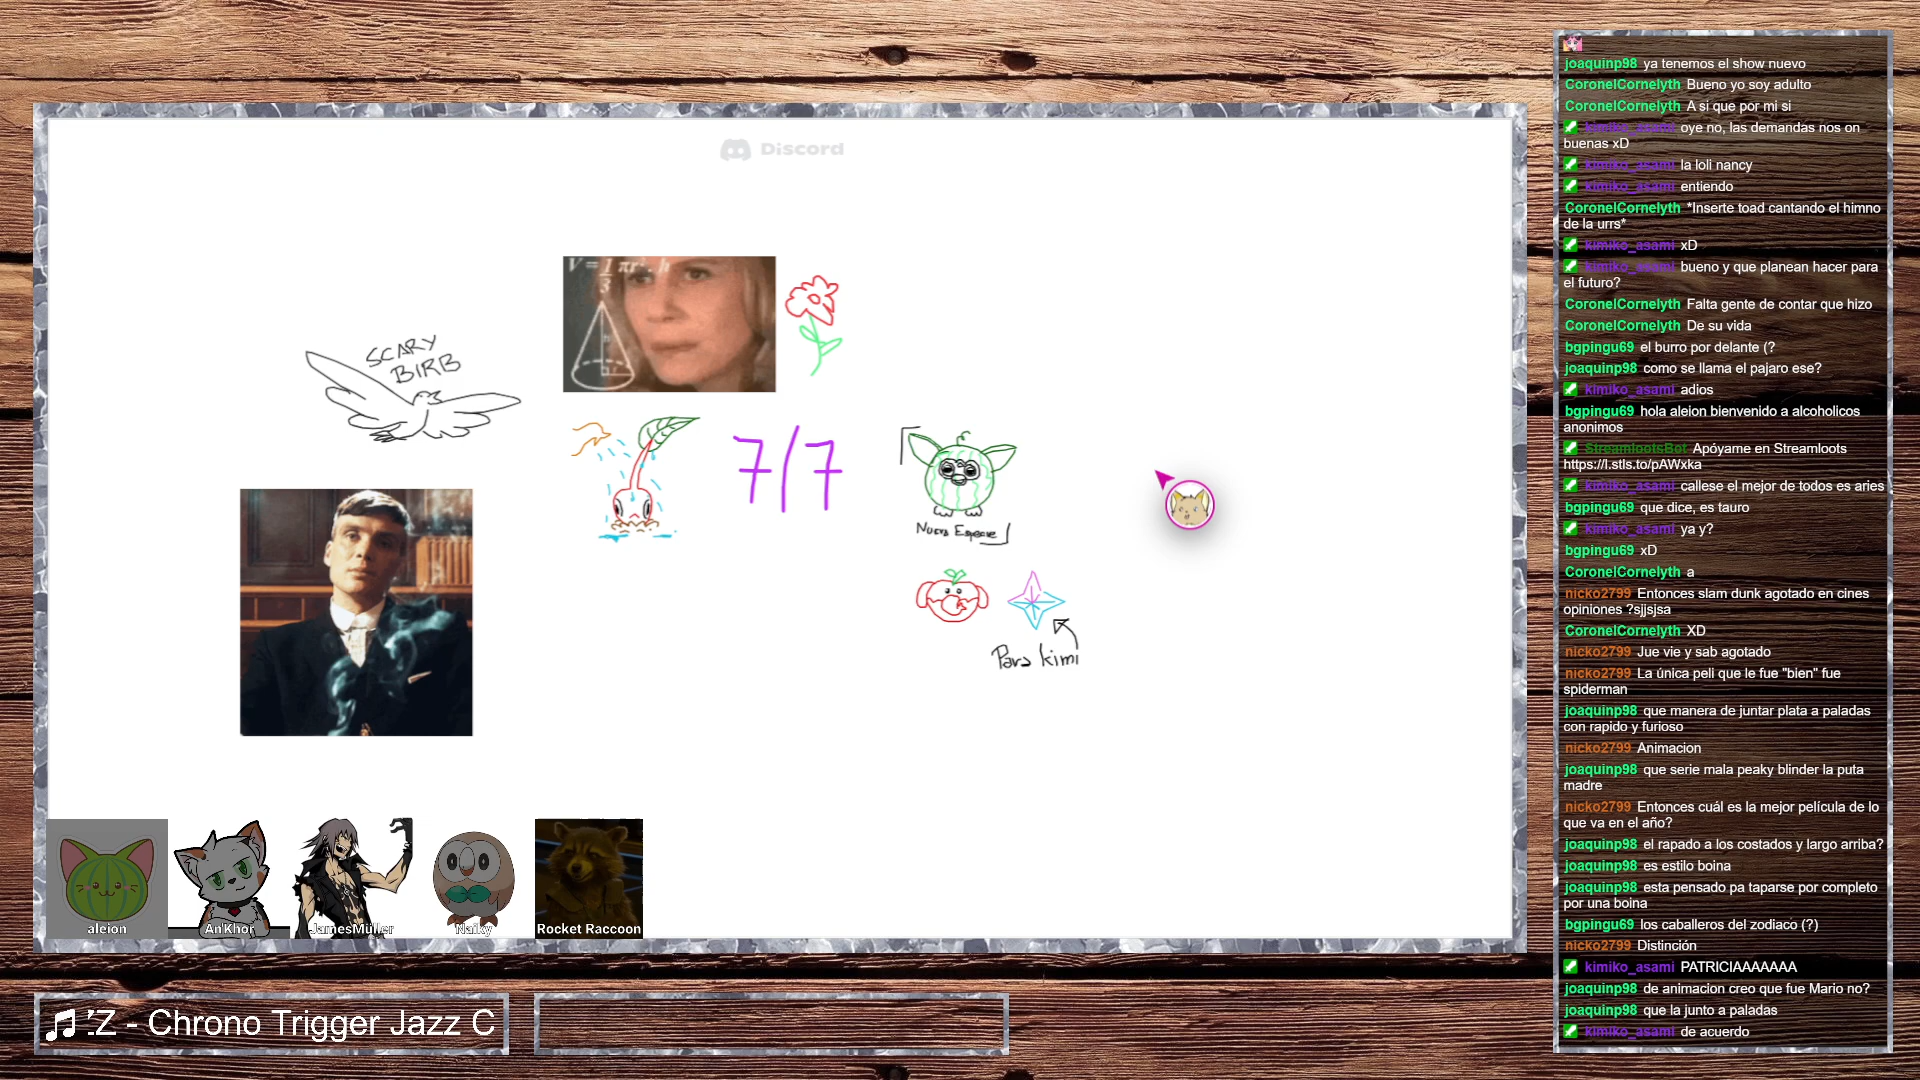 Discord
V = 1/3 πr² h
SCARY
BIRB
7/7
Para kimi
aleion
An'Khor
JamesMüller
Naiky
Rocket Raccoon
Z - Chrono Trigger Jazz C
joaquinp98 ya tenemos el show nuevo
CoronelCornelyth Bueno yo soy adulto
CoronelCornelyth A si que por mi si
kimiko_asami oye no, las demandas nos on
buenas xD
kimiko_asami la loli nancy
kimiko_asami entiendo
CoronelCornelyth *Inserte toad cantando el himno
de la urrs*
kimiko_asami xD
kimiko_asami bueno y que planean hacer para
el futuro?
CoronelCornelyth Falta gente de contar que hizo
CoronelCornelyth De su vida
bgpingu69 el burro por delante (?
joaquinp98 como se llama el pajaro ese?
kimiko_asami adios
bgpingu69 hola aleion bienvenido a alcoholicos
anonimos
StreamlootsBot Apóyame en Streamloots
https://l.stls.to/pAWxka
kimiko_asami callese el mejor de todos es aries
bgpingu69 que dice, es tauro
kimiko_asami ya y?
bgpingu69 xD
CoronelCornelyth a
nicko2799 Entonces slam dunk agotado en cines
opiniones ?sjjsjsa
CoronelCornelyth XD
nicko2799 Jue vie y sab agotado
nicko2799 La única peli que le fue "bien" fue
spiderman
joaquinp98 que manera de juntar plata a paladas
con rapido y furioso
nicko2799 Animacion
joaquinp98 que serie mala peaky blinder la puta
madre
nicko2799 Entonces cuál es la mejor película de lo
que va en el año?
joaquinp98 el rapado a los costados y largo arriba?
joaquinp98 es estilo boina
joaquinp98 esta pensado pa taparse por completo
por una boina
bgpingu69 los caballeros del zodiaco (?)
nicko2799 Distinción
kimiko_asami PATRICIAAAAAAA
joaquinp98 de animacion creo que fue Mario no?
joaquinp98 que la junto a paladas
kimiko_asami de acuerdo